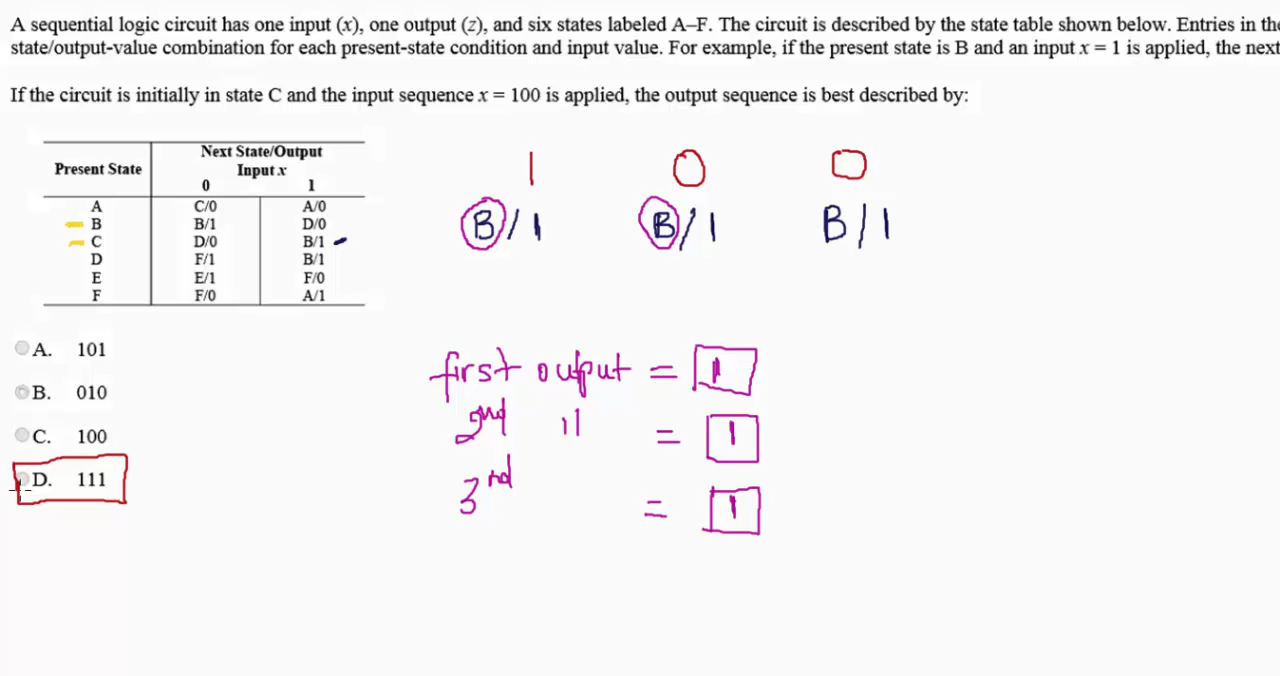 A sequential logic circuit has one input (x), one output (z), and six states labeled A–F. The circuit is described by the state table shown below. Entries in the
state/output-value combination for each present-state condition and input value. For example, if the present state is B and an input x = 1 is applied, the next
If the circuit is initially in state C and the input sequence x = 100 is applied, the output sequence is best described by:
Next State/Output
Present State Input x
0 1
A C/0 A/0
B B/1 D/0
C D/0 B/1
D F/1 B/1
E E/1 F/0
F F/0 A/1
1 0 0
B/1 B/1 B/1
A. 101
B. 010
C. 100
D. 111
first output = 1
2nd 11 = 1
3rd = 1